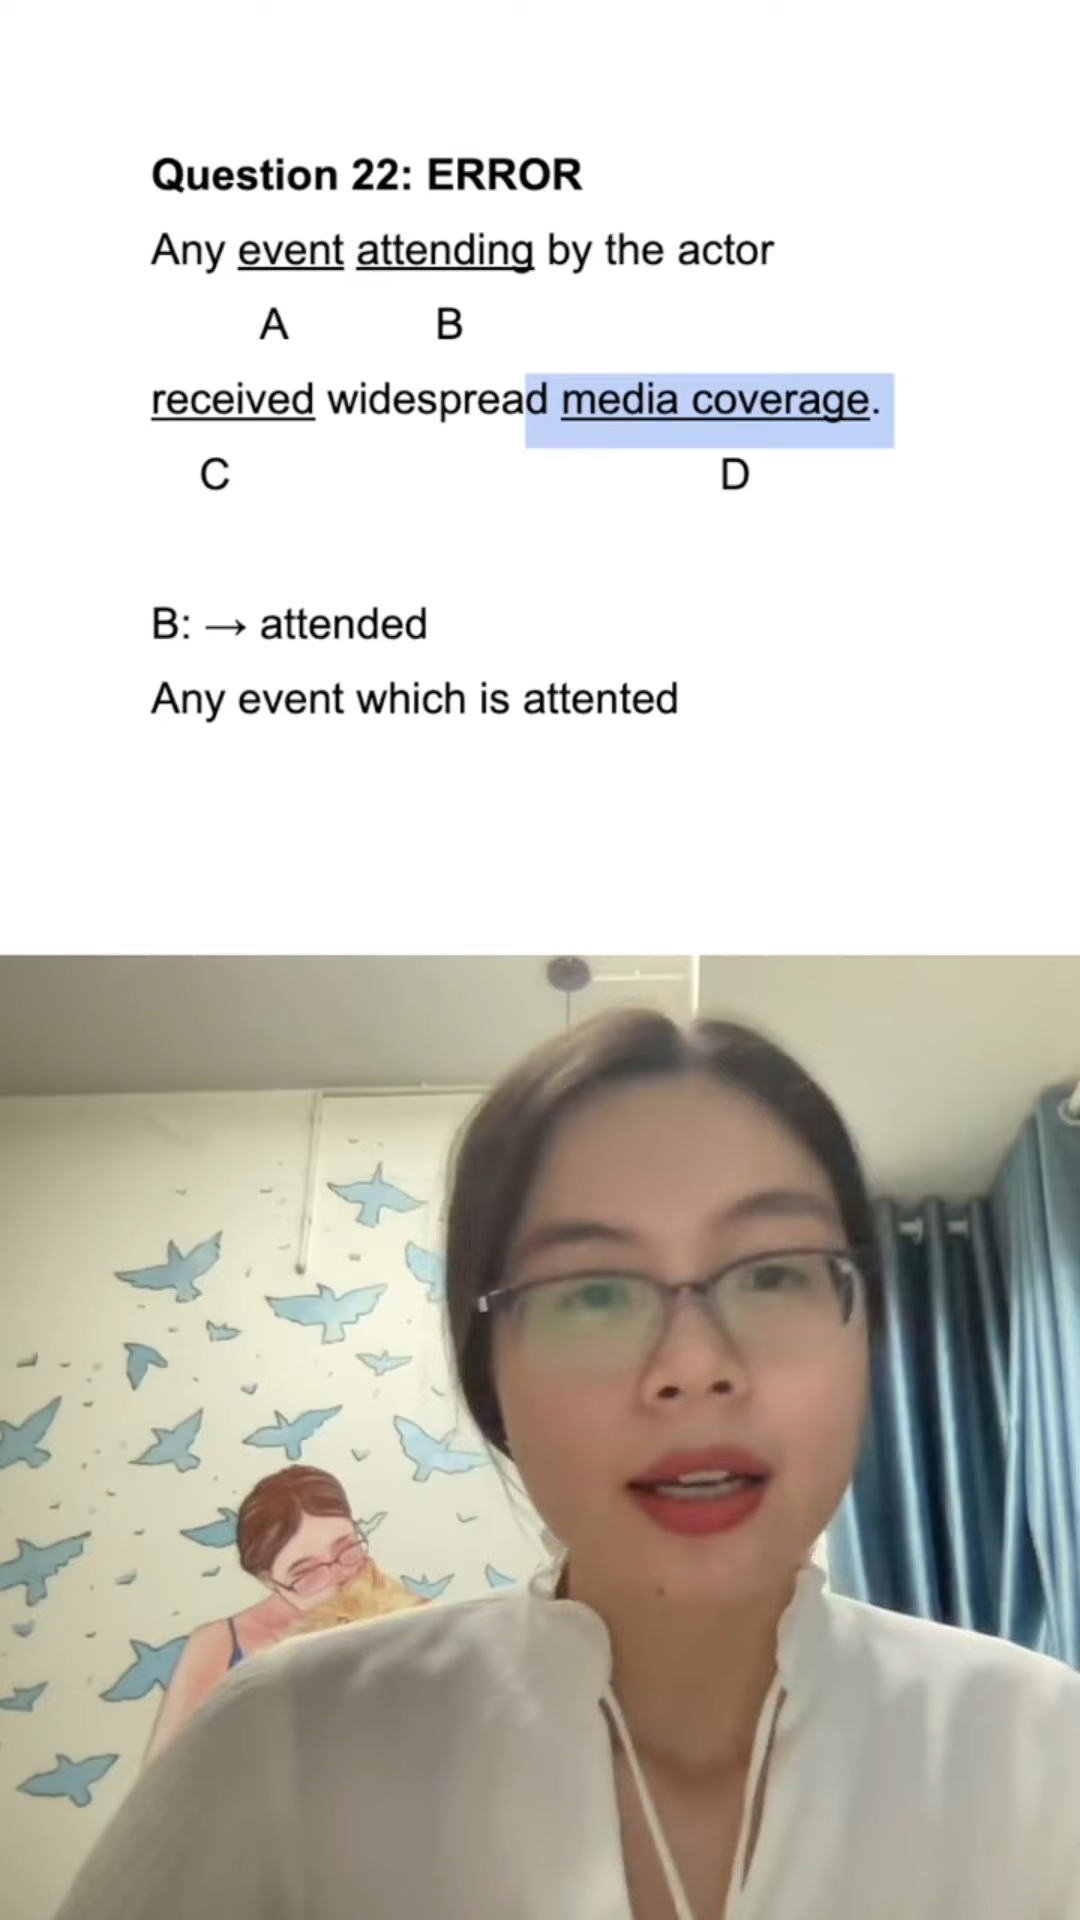 Question 22: ERROR
Any event attending by the actor
A B
received widespread media coverage.
C D
B: → attended
Any event which is attented